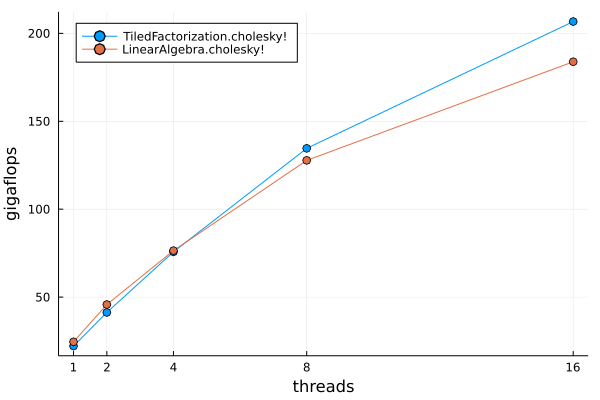 TiledFactorization.cholesky!
LinearAlgebra.cholesky!
200
150
100
50
gigaflops
1 2 4 8 16
threads